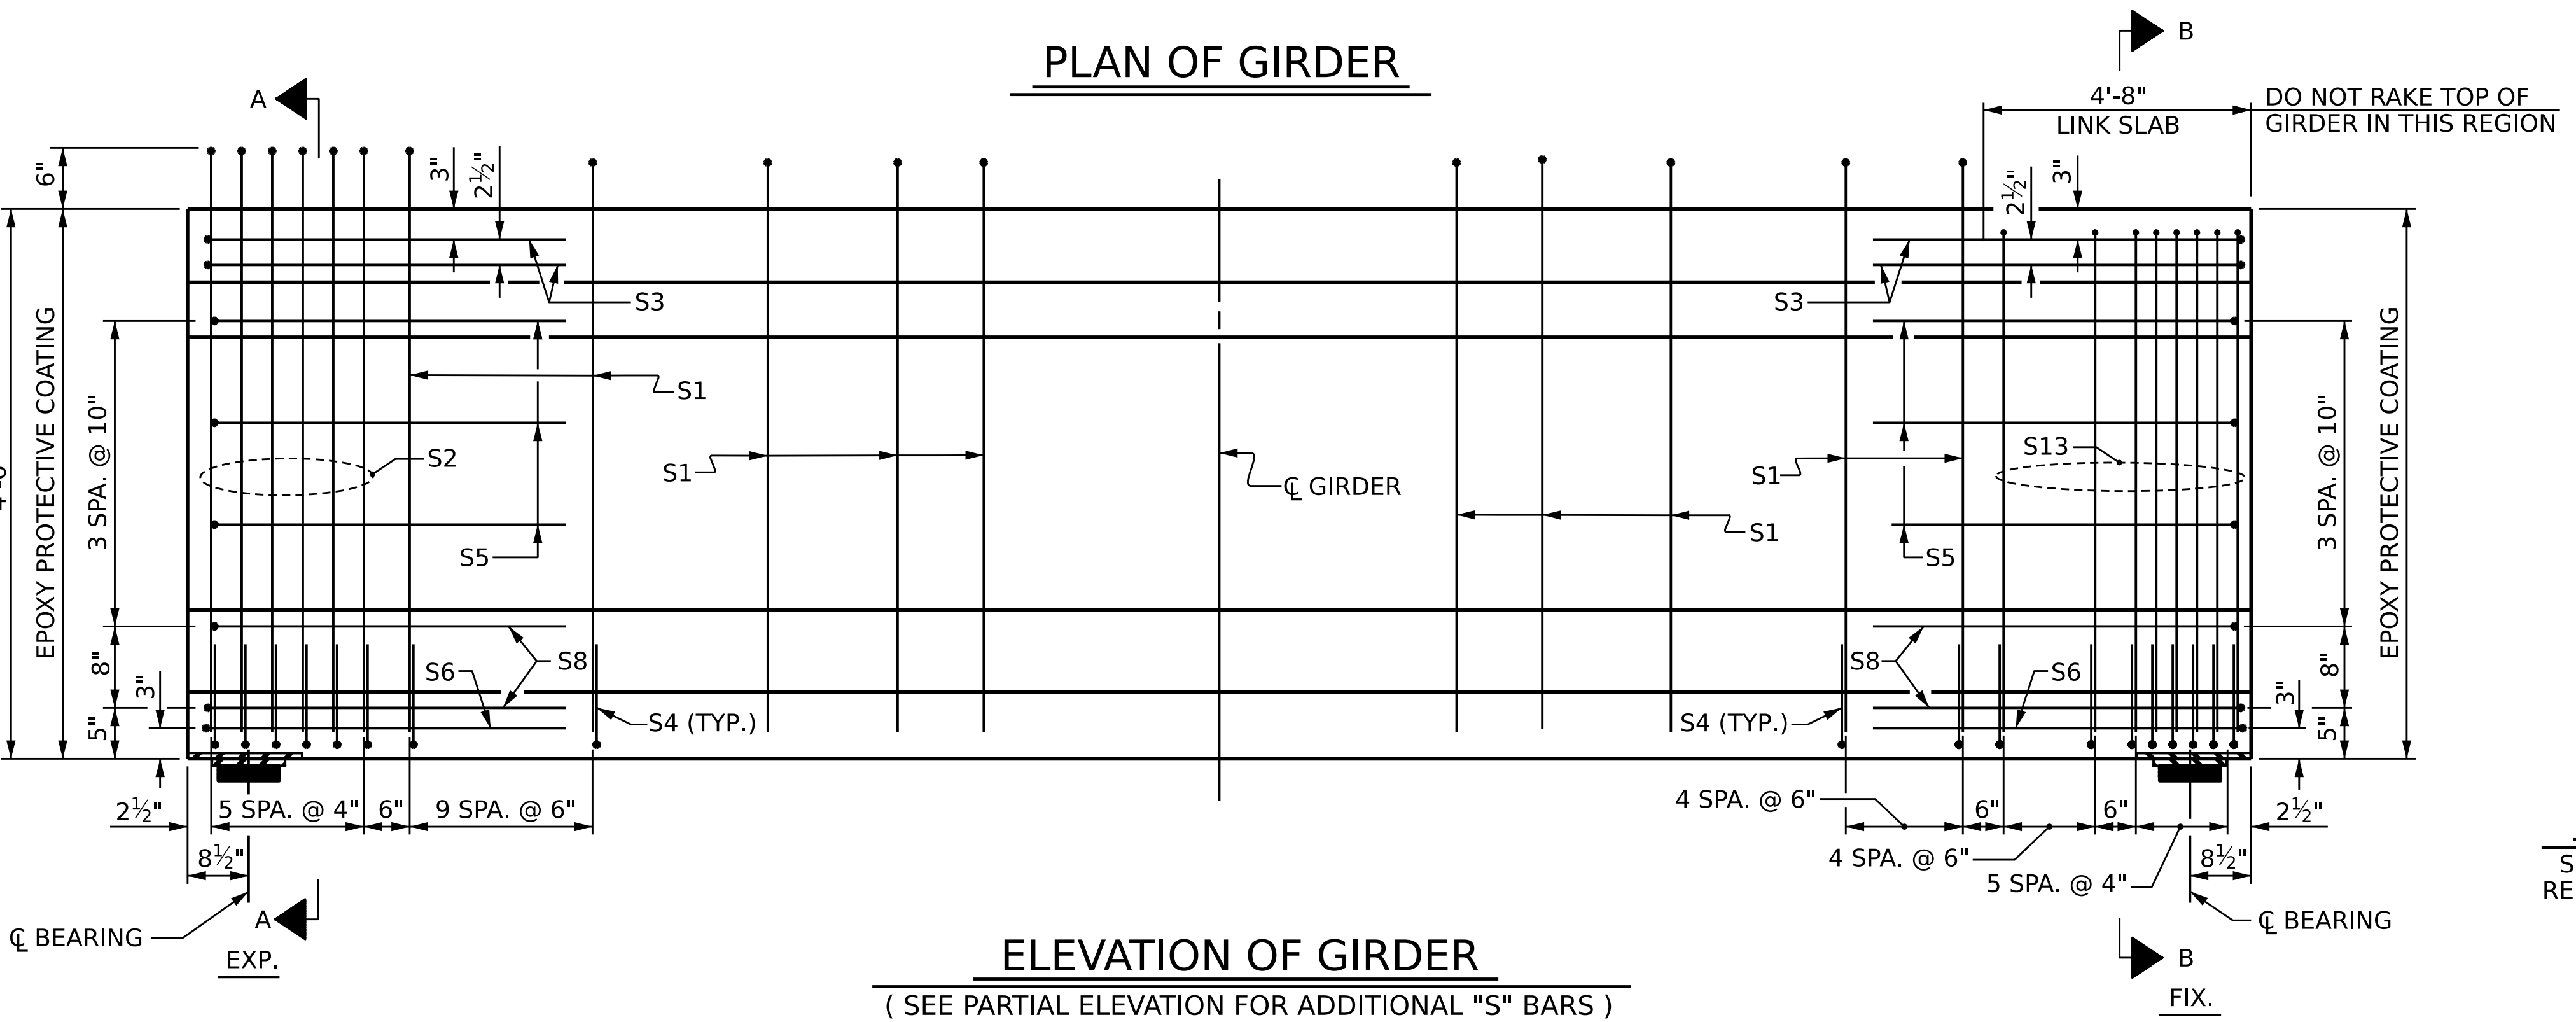 PLAN OF GIRDER
B
A
4'-8"
LINK SLAB
DO NOT RAKE TOP OF
GIRDER IN THIS REGION
6"
3"
2½"
2½"
3"
S3
S3
EPOXY PROTECTIVE COATING
3 SPA. @ 10"
S1
S2
S1
℄ GIRDER
S1
S13
S1
S5
S5
3 SPA. @ 10"
EPOXY PROTECTIVE COATING
8"
3"
5"
S6
S8
S4 (TYP.)
S4 (TYP.)
S8
S6
8"
3"
5"
2½"
5 SPA. @ 4"
6"
9 SPA. @ 6"
4 SPA. @ 6"
6"
6"
2½"
8½"
4 SPA. @ 6"
5 SPA. @ 4"
8½"
A
℄ BEARING
EXP.
℄ BEARING
B
FIX.
ELEVATION OF GIRDER
( SEE PARTIAL ELEVATION FOR ADDITIONAL "S" BARS )